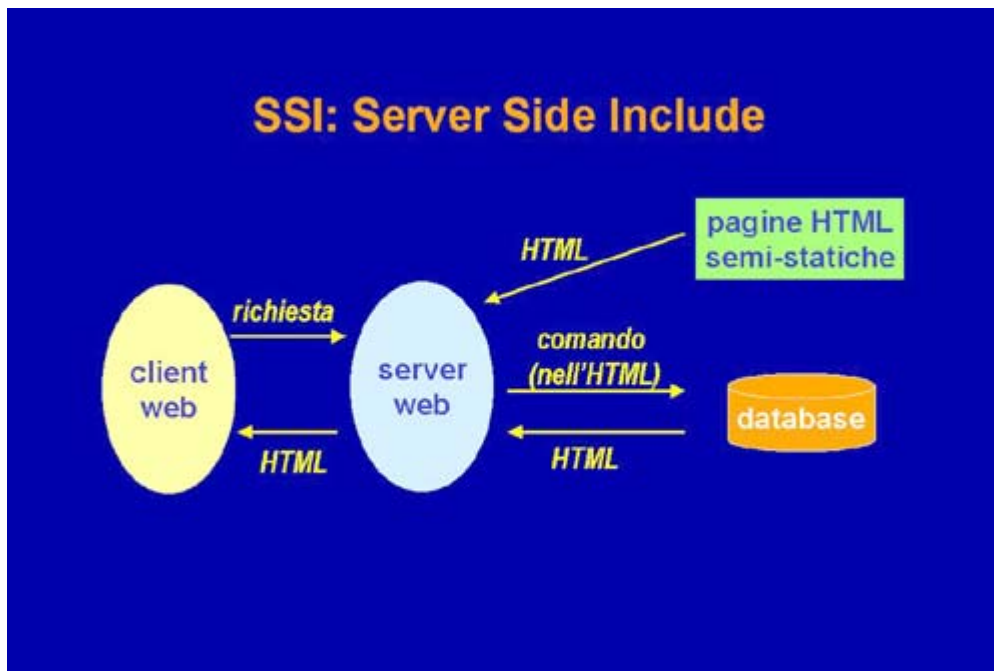 SSI: Server Side Include
pagine HTML
semi-statiche
HTML
richiesta
comando
(nell'HTML)
client
web
server
web
database
HTML
HTML